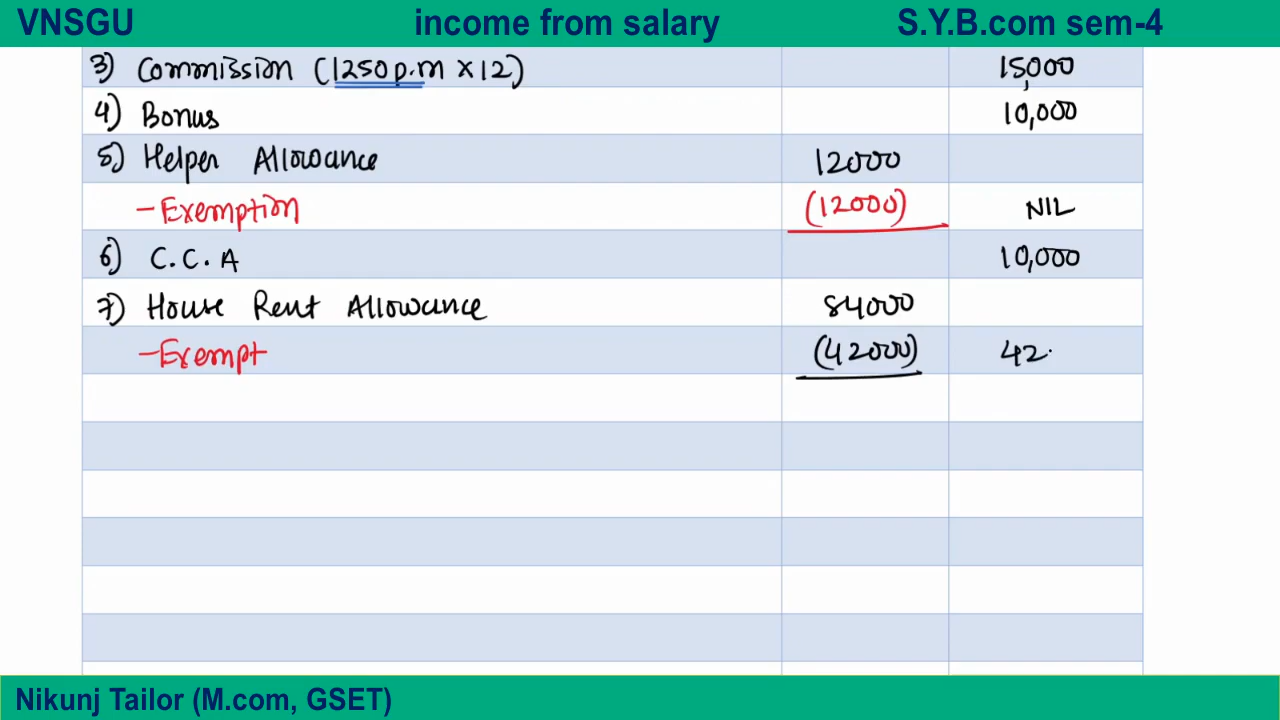 VNSGU income from salary S.Y.B.com sem-4
3) Commission (1250 p.m X12) 15,000
4) Bonus 10,000
5) Helper Allowance 12000
-Exemption (12000) NIL
6) C.C.A 10,000
7) House Rent Allowance 84000
-Exempt (42000) 42.
Nikunj Tailor (M.com, GSET)